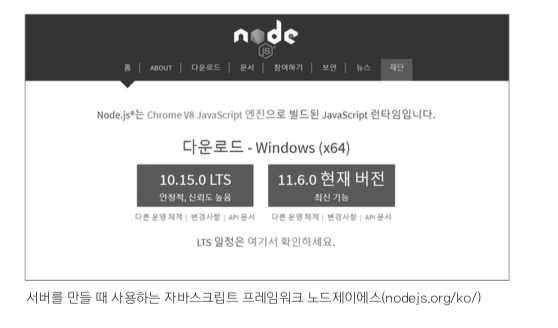 node
JS
홈 | ABOUT | 다운로드 | 문서 | 참여하기 | 보안 | 뉴스 | 재단
Node.js®는 Chrome V8 JavaScript 엔진으로 빌드된 JavaScript 런타임입니다.
다운로드 - Windows (x64)
10.15.0 LTS
안정적, 신뢰도 높음
11.6.0 현재 버전
최신 기능
다른 운영 체제 | 변경사항 | API 문서
다른 운영 체제 | 변경사항 | API 문서
LTS 일정은 여기서 확인하세요.
서버를 만들 때 사용하는 자바스크립트 프레임워크 노드제이에스(nodejs.org/ko/)